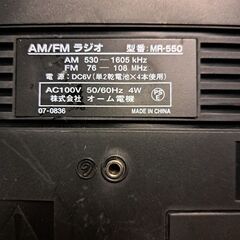 AM/FM ラジオ 型番:MR-550
AM 530-1605 kHz
FM 76-108 MHz
電源:DC6V(単2乾電池×4本使用)
AC100V 50/60Hz 4W
株式会社 オーム電機
07-0836 MADE IN CHINA